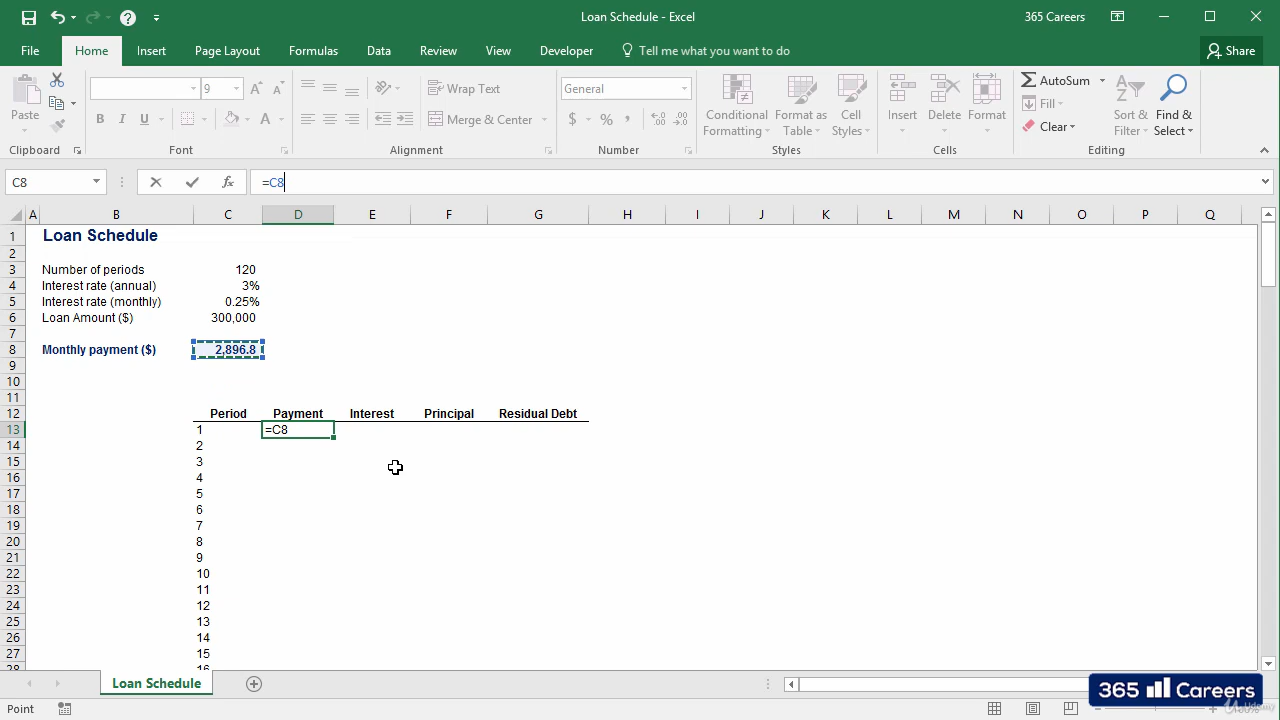 Loan Schedule - Excel
365 Careers
File Home Insert Page Layout Formulas Data Review View Developer Tell me what you want to do Share
9 Wrap Text General AutoSum
Fill
Paste B I U Merge & Center $ % Conditional Formatting Format as Table Cell Styles Insert Delete Format Clear Sort & Filter Find & Select
Clipboard Font Alignment Number Styles Cells Editing
C8 fx =C8
A B C D E F G H I J K L M N O P Q
1 Loan Schedule
2
3 Number of periods 120
4 Interest rate (annual) 3%
5 Interest rate (monthly) 0.25%
6 Loan Amount ($) 300,000
7
8 Monthly payment ($) 2,896.8
9
10
11
12 Period Payment Interest Principal Residual Debt
13 1 =C8
14 2
15 3
16 4
17 5
18 6
19 7
20 8
21 9
22 10
23 11
24 12
25 13
26 14
27 15
28 16
Loan Schedule
365 Careers
Point
Udemy